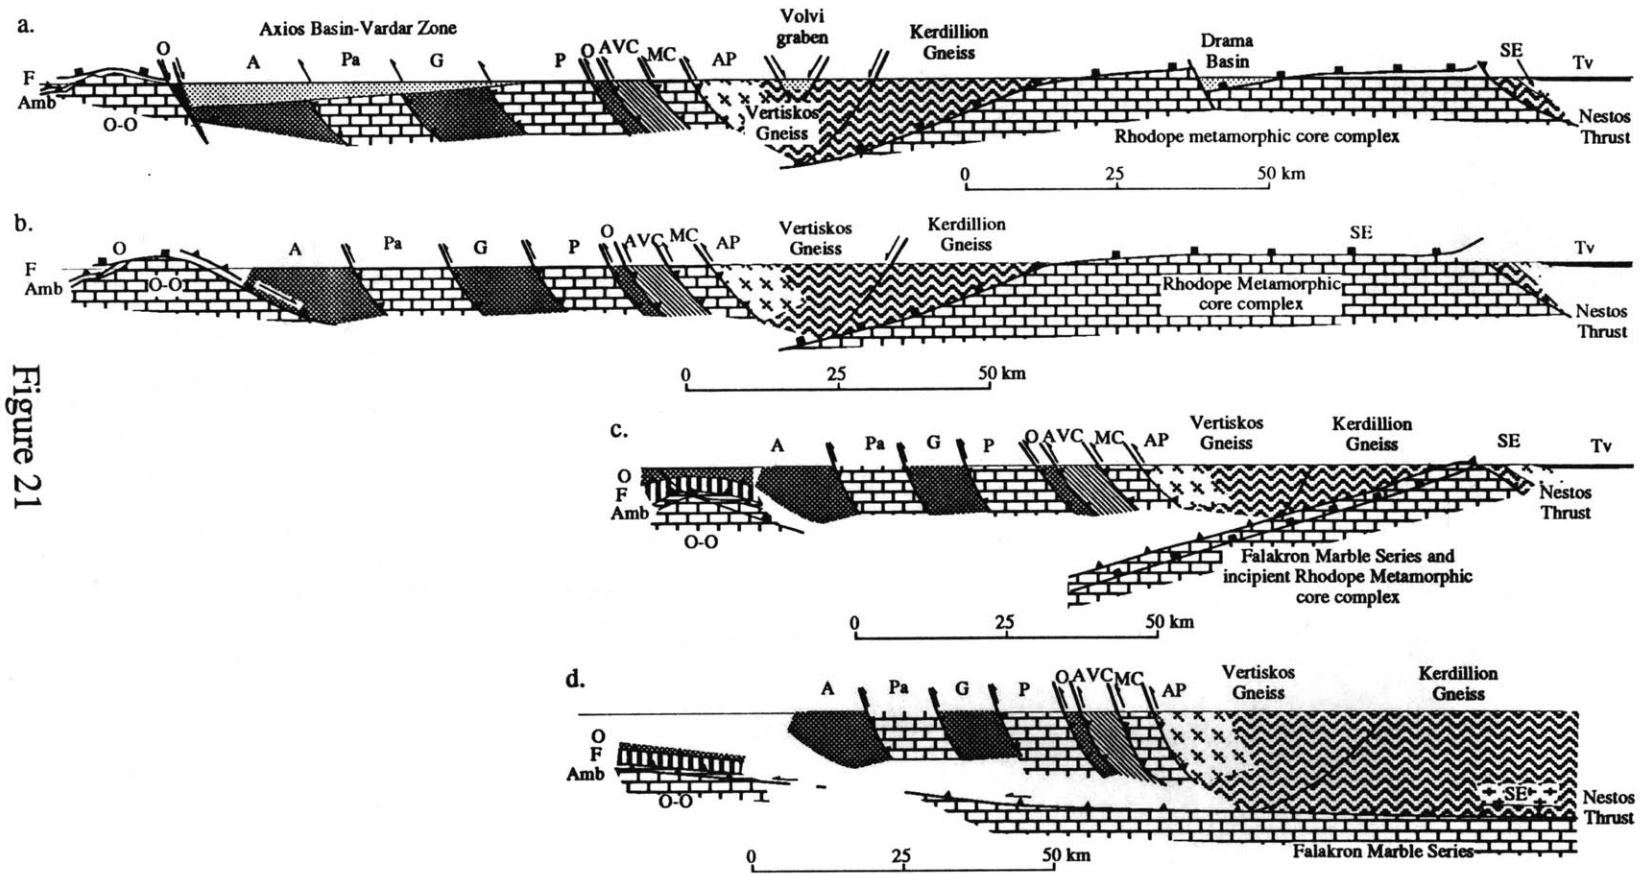 a.
Axios Basin-Vardar Zone
Volvi
graben
Kerdillion
Gneiss
Drama
Basin
O
A
Pa
G
P
O
AVC
MC
AP
SE
Tv
F
Amb
O-O
Vertiskos
Gneiss
Rhodope metamorphic core complex
Nestos
Thrust
0
25
50 km
b.
Vertiskos
Gneiss
Kerdillion
Gneiss
O
A
Pa
G
P
O
AVC
MC
AP
SE
Tv
F
Amb
O-O
Rhodope Metamorphic
core complex
Nestos
Thrust
0
25
50 km
Figure 21
c.
A
Pa
G
P
O
AVC
MC
AP
Vertiskos
Gneiss
Kerdillion
Gneiss
SE
Tv
O
F
Amb
O-O
Nestos
Thrust
Falakron Marble Series and
incipient Rhodope Metamorphic
core complex
0
25
50 km
d.
A
Pa
G
P
O
AVC
MC
AP
Vertiskos
Gneiss
Kerdillion
Gneiss
O
F
Amb
O-O
SE
Nestos
Thrust
Falakron Marble Series
0
25
50 km